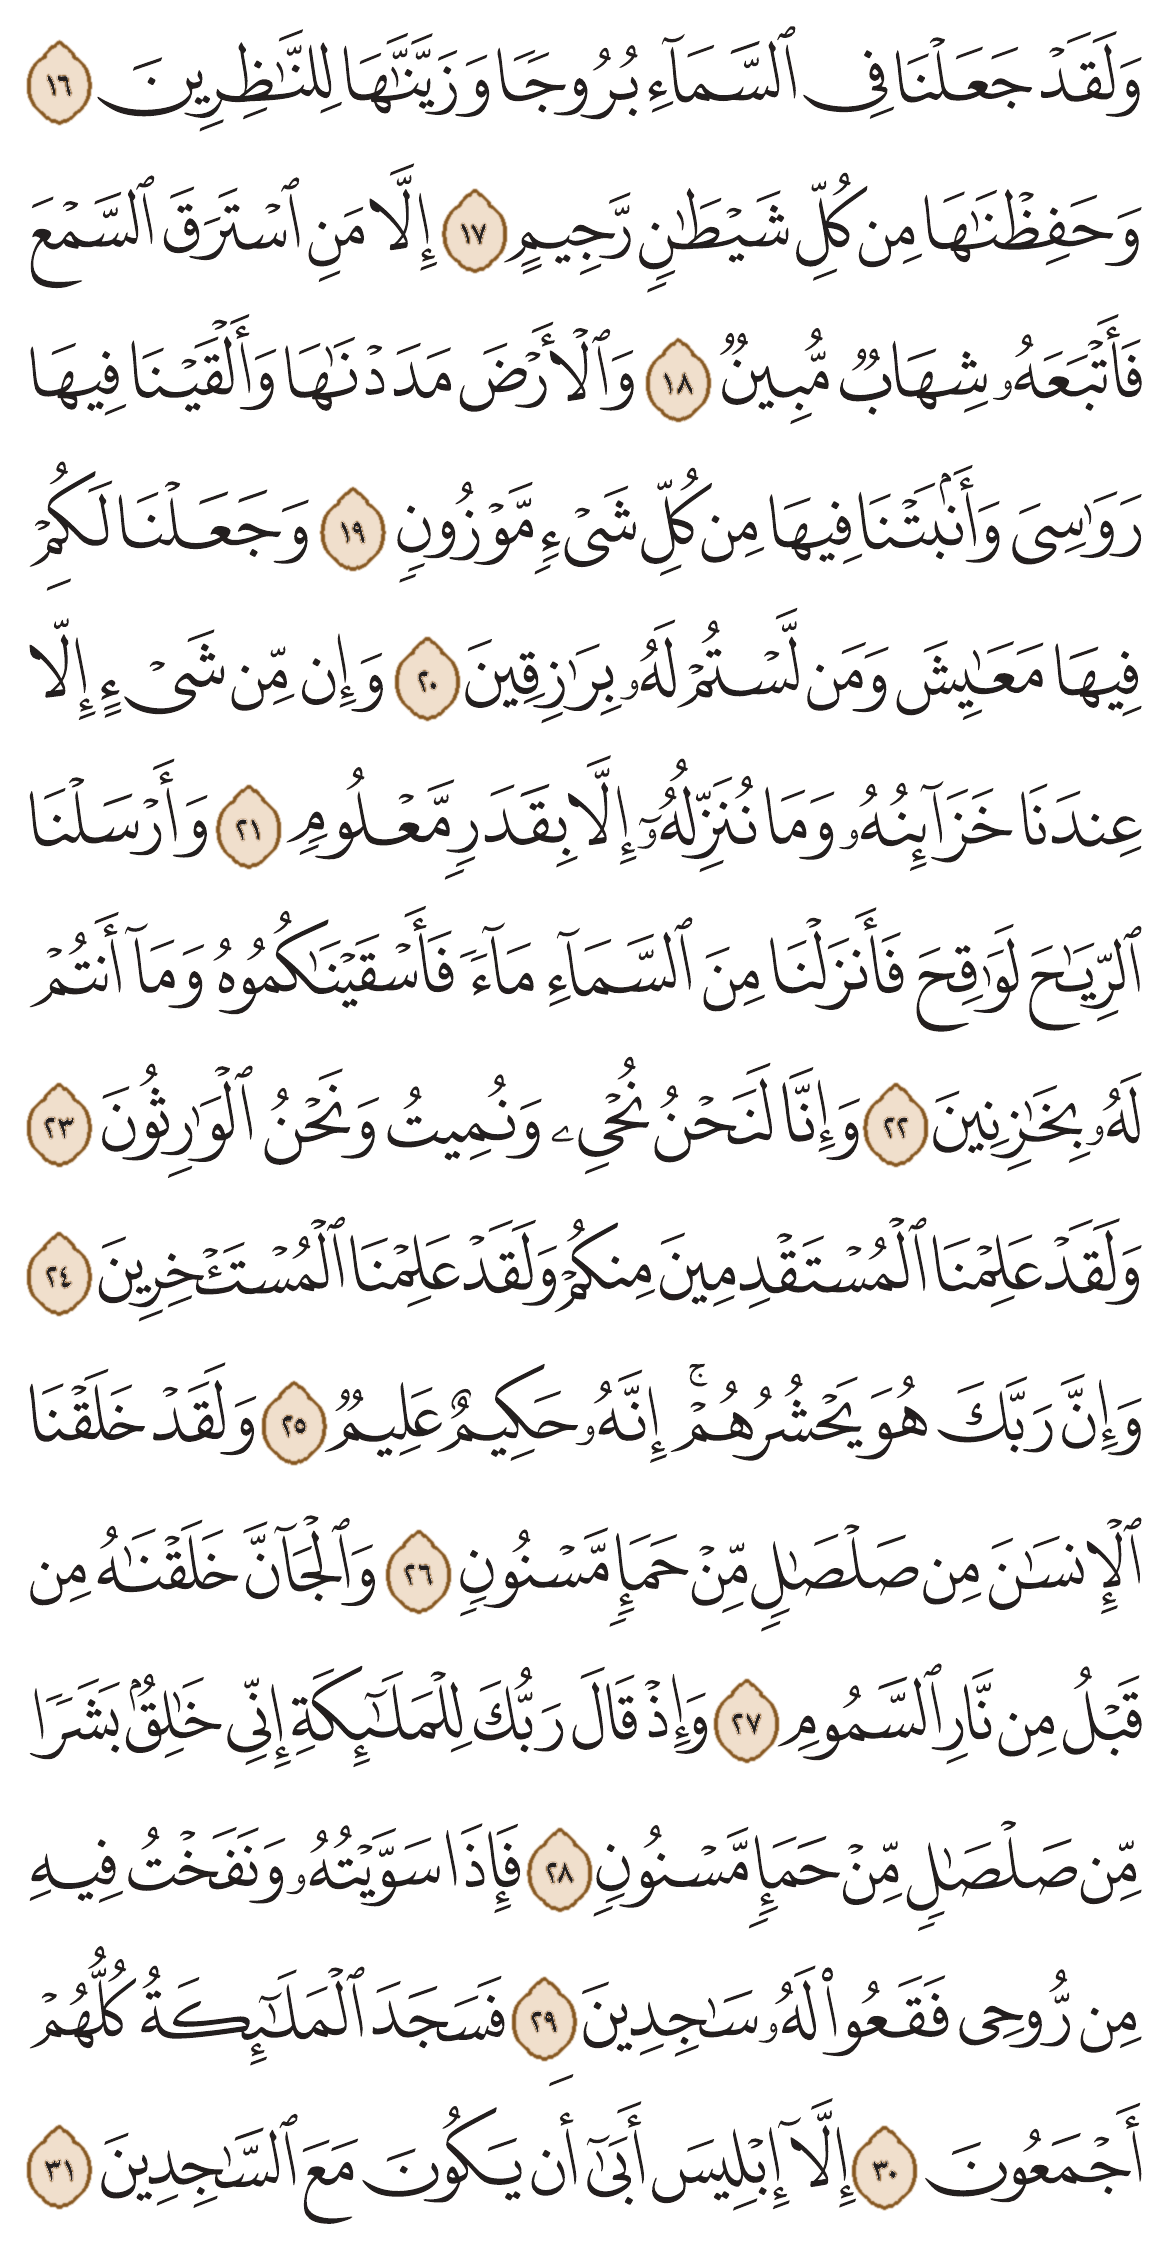 وَلَقَدْ جَعَلْنَا فِى ٱلسَّمَآءِ بُرُوجًا وَزَيَّنَّـٰهَا لِلنَّـٰظِرِينَ ١٦
وَحَفِظْنَـٰهَا مِن كُلِّ شَيْطَـٰنٍ رَّجِيمٍ ١٧ إِلَّا مَنِ ٱسْتَرَقَ ٱلسَّمْعَ
فَأَتْبَعَهُۥ شِهَابٌ مُّبِينٌ ١٨ وَٱلْأَرْضَ مَدَدْنَـٰهَا وَأَلْقَيْنَا فِيهَا
رَوَٰسِىَ وَأَنۢبَتْنَا فِيهَا مِن كُلِّ شَىْءٍ مَّوْزُونٍ ١٩ وَجَعَلْنَا لَكُمْ
فِيهَا مَعَـٰيِشَ وَمَن لَّسْتُمْ لَهُۥ بِرَٰزِقِينَ ٢٠ وَإِن مِّن شَىْءٍ إِلَّا
عِندَنَا خَزَآئِنُهُۥ وَمَا نُنَزِّلُهُۥٓ إِلَّا بِقَدَرٍ مَّعْلُومٍ ٢١ وَأَرْسَلْنَا
ٱلرِّيَـٰحَ لَوَٰقِحَ فَأَنزَلْنَا مِنَ ٱلسَّمَآءِ مَآءً فَأَسْقَيْنَـٰكُمُوهُ وَمَآ أَنتُمْ
لَهُۥ بِخَـٰزِنِينَ ٢٢ وَإِنَّا لَنَحْنُ نُحْىِۦ وَنُمِيتُ وَنَحْنُ ٱلْوَٰرِثُونَ ٢٣
وَلَقَدْ عَلِمْنَا ٱلْمُسْتَقْدِمِينَ مِنكُمْ وَلَقَدْ عَلِمْنَا ٱلْمُسْتَـْٔخِرِينَ ٢٤
وَإِنَّ رَبَّكَ هُوَ يَحْشُرُهُمْ ۚ إِنَّهُۥ حَكِيمٌ عَلِيمٌ ٢٥ وَلَقَدْ خَلَقْنَا
ٱلْإِنسَـٰنَ مِن صَلْصَـٰلٍ مِّنْ حَمَإٍ مَّسْنُونٍ ٢٦ وَٱلْجَآنَّ خَلَقْنَـٰهُ مِن
قَبْلُ مِن نَّارِ ٱلسَّمُومِ ٢٧ وَإِذْ قَالَ رَبُّكَ لِلْمَلَـٰٓئِكَةِ إِنِّى خَـٰلِقٌۢ بَشَرًا
مِّن صَلْصَـٰلٍ مِّنْ حَمَإٍ مَّسْنُونٍ ٢٨ فَإِذَا سَوَّيْتُهُۥ وَنَفَخْتُ فِيهِ
مِن رُّوحِى فَقَعُوا۟ لَهُۥ سَـٰجِدِينَ ٢٩ فَسَجَدَ ٱلْمَلَـٰٓئِكَةُ كُلُّهُمْ
أَجْمَعُونَ ٣٠ إِلَّآ إِبْلِيسَ أَبَىٰٓ أَن يَكُونَ مَعَ ٱلسَّـٰجِدِينَ ٣١